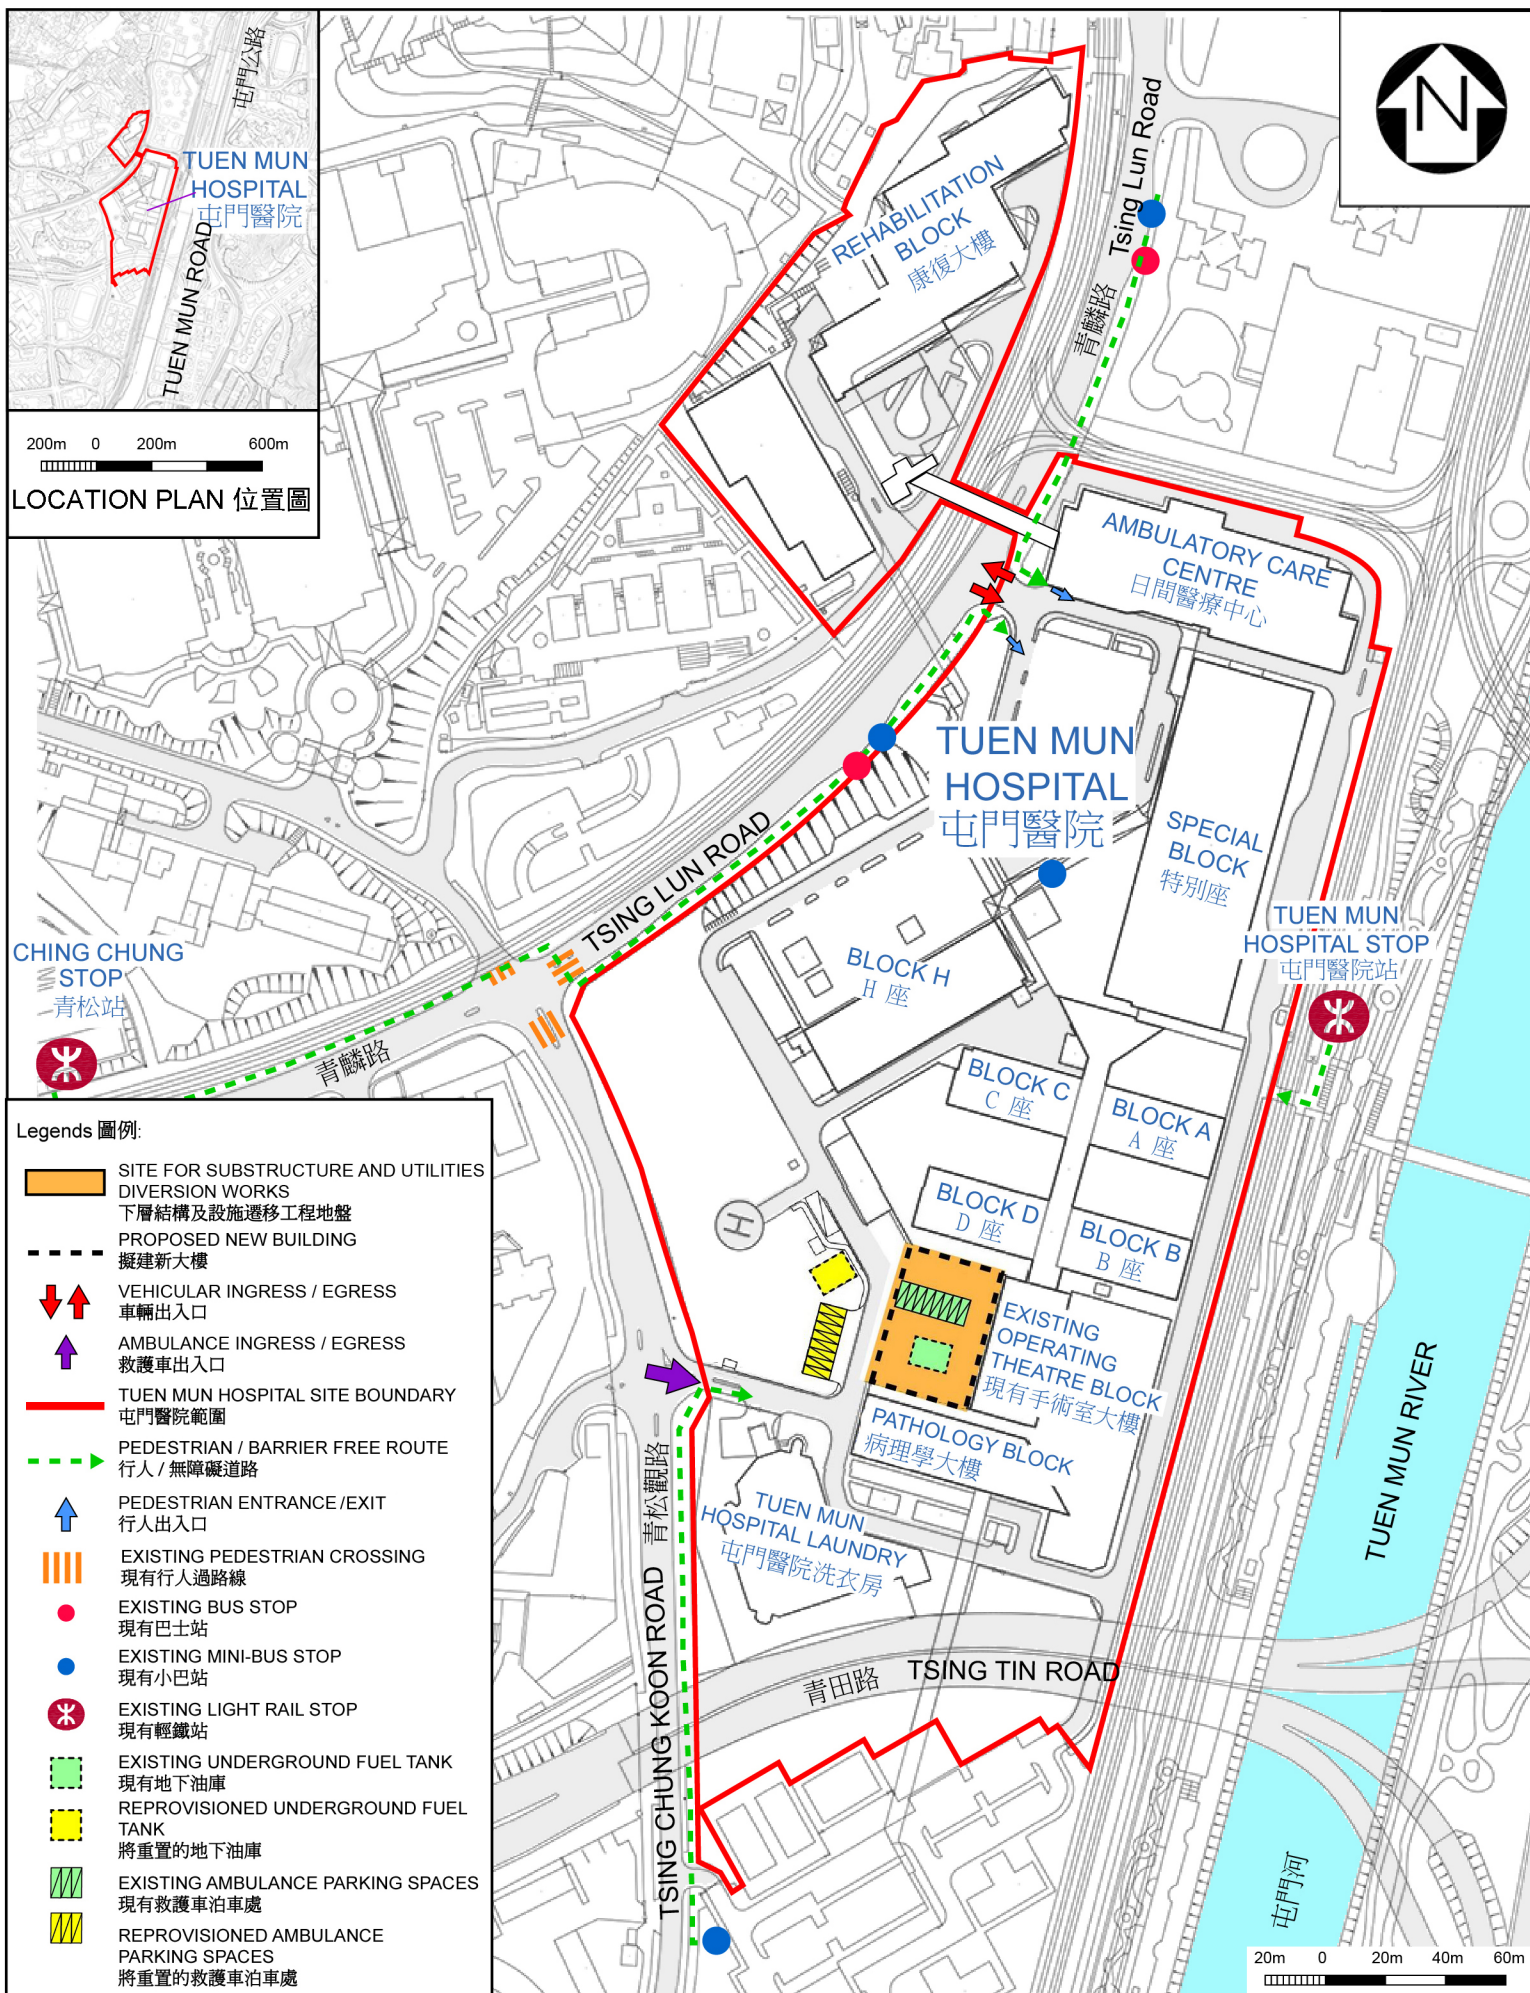 屯門公路
TUEN MUN
HOSPITAL
屯門醫院
TUEN MUN ROAD
200m 0 200m 600m
LOCATION PLAN 位置圖
N
Tsing Lun Road
青麟路
REHABILITATION
BLOCK
康復大樓
AMBULATORY CARE
CENTRE
日間醫療中心
TUEN MUN
HOSPITAL
屯門醫院
SPECIAL
BLOCK
特別座
TSING LUN ROAD
青麟路
CHING CHUNG
STOP
青松站
TUEN MUN
HOSPITAL STOP
屯門醫院站
BLOCK H
H 座
BLOCK C
C 座
BLOCK A
A 座
BLOCK D
D 座
BLOCK B
B 座
H
EXISTING
OPERATING
THEATRE BLOCK
現有手術室大樓
PATHOLOGY BLOCK
病理學大樓
TUEN MUN
HOSPITAL LAUNDRY
屯門醫院洗衣房
TSING CHUNG KOON ROAD 青松觀路
青田路 TSING TIN ROAD
TUEN MUN RIVER
屯門河
20m 0 20m 40m 60m
Legends 圖例:
SITE FOR SUBSTRUCTURE AND UTILITIES
DIVERSION WORKS
下層結構及設施遷移工程地盤
PROPOSED NEW BUILDING
擬建新大樓
VEHICULAR INGRESS / EGRESS
車輛出入口
AMBULANCE INGRESS / EGRESS
救護車出入口
TUEN MUN HOSPITAL SITE BOUNDARY
屯門醫院範圍
PEDESTRIAN / BARRIER FREE ROUTE
行人 / 無障礙道路
PEDESTRIAN ENTRANCE /EXIT
行人出入口
EXISTING PEDESTRIAN CROSSING
現有行人過路線
EXISTING BUS STOP
現有巴士站
EXISTING MINI-BUS STOP
現有小巴站
EXISTING LIGHT RAIL STOP
現有輕鐵站
EXISTING UNDERGROUND FUEL TANK
現有地下油庫
REPROVISIONED UNDERGROUND FUEL
TANK
將重置的地下油庫
EXISTING AMBULANCE PARKING SPACES
現有救護車泊車處
REPROVISIONED AMBULANCE
PARKING SPACES
將重置的救護車泊車處